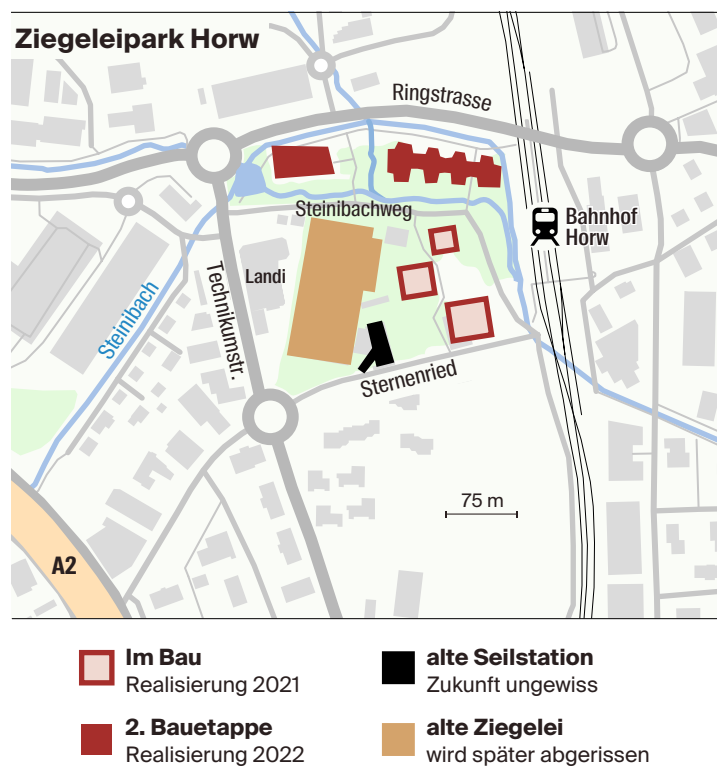 Ziegeleipark Horw
Ringstrasse
Bahnhof
Horw
Steinibachweg
Landi
Technikumstr.
Steinibach
Sternenried
75 m
A2
Im Bau
Realisierung 2021
alte Seilstation
Zukunft ungewiss
2. Bauetappe
Realisierung 2022
alte Ziegelei
wird später abgerissen